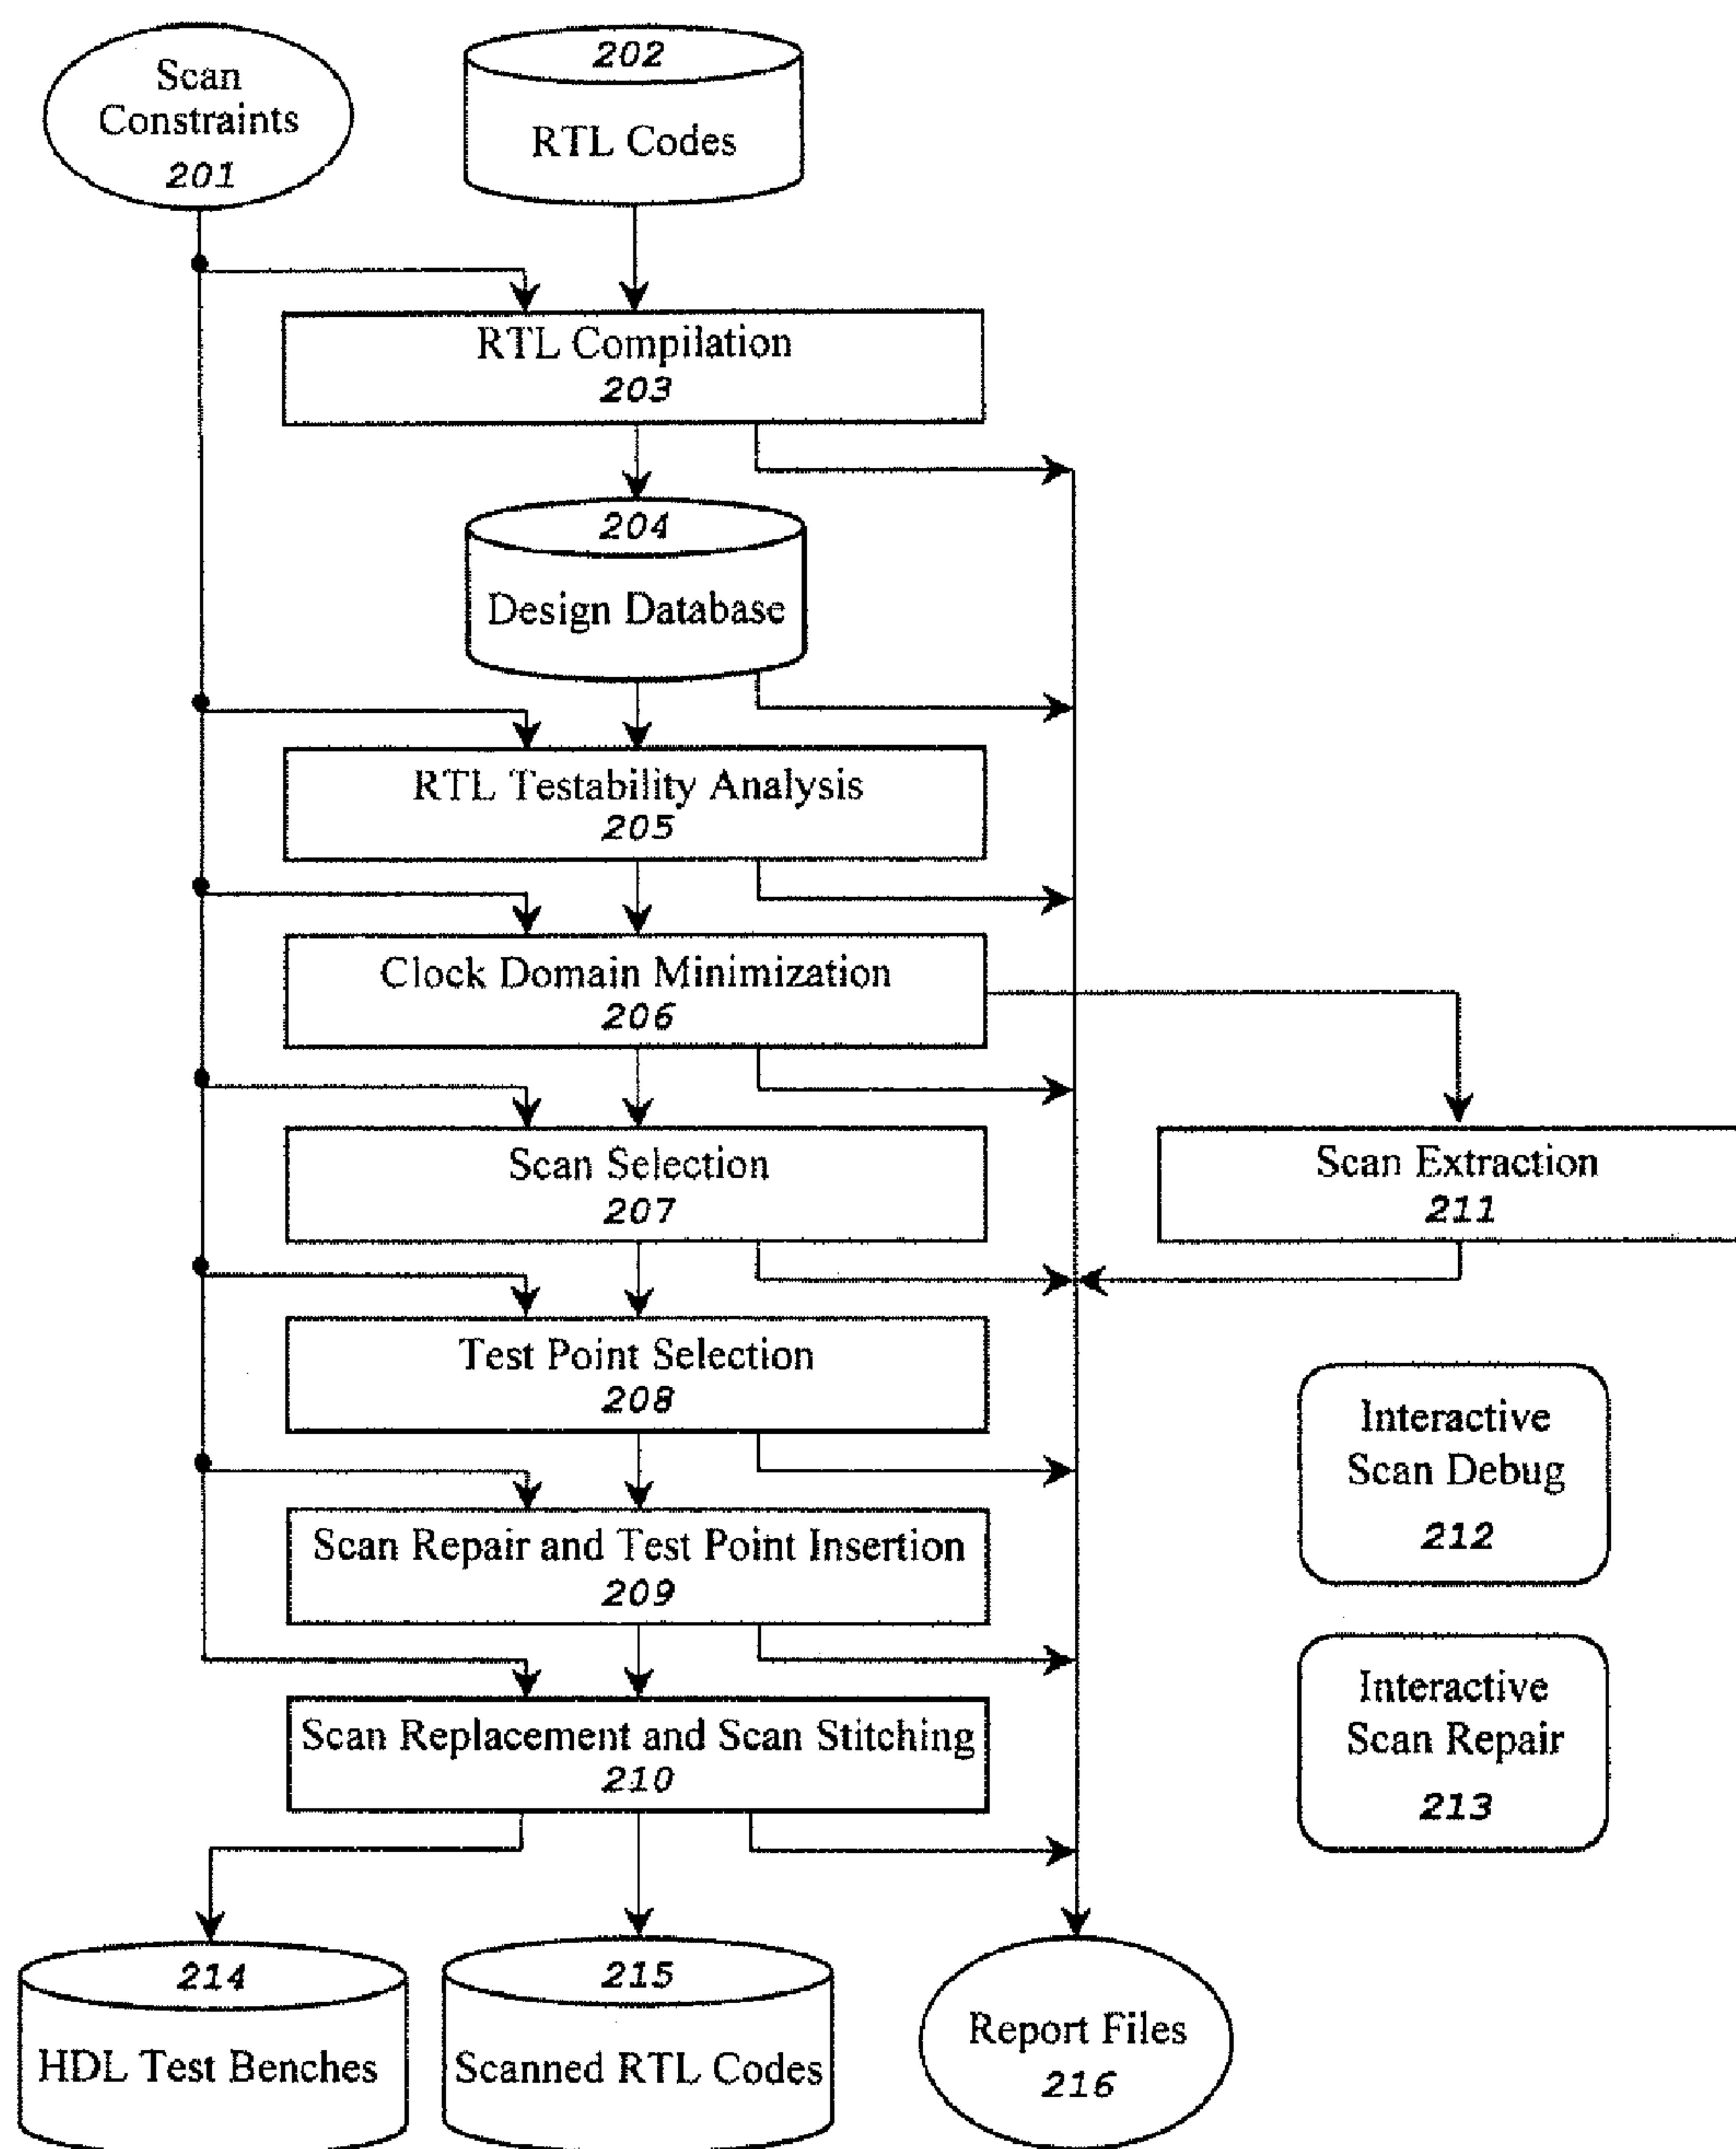 Scan
Constraints
201
202
RTL Codes
RTL Compilation
203
204
Design Database
RTL Testability Analysis
205
Clock Domain Minimization
206
Scan Selection
207
Scan Extraction
211
Test Point Selection
208
Interactive
Scan Debug
212
Scan Repair and Test Point Insertion
209
Interactive
Scan Repair
213
Scan Replacement and Scan Stitching
210
214
HDL Test Benches
215
Scanned RTL Codes
Report Files
216